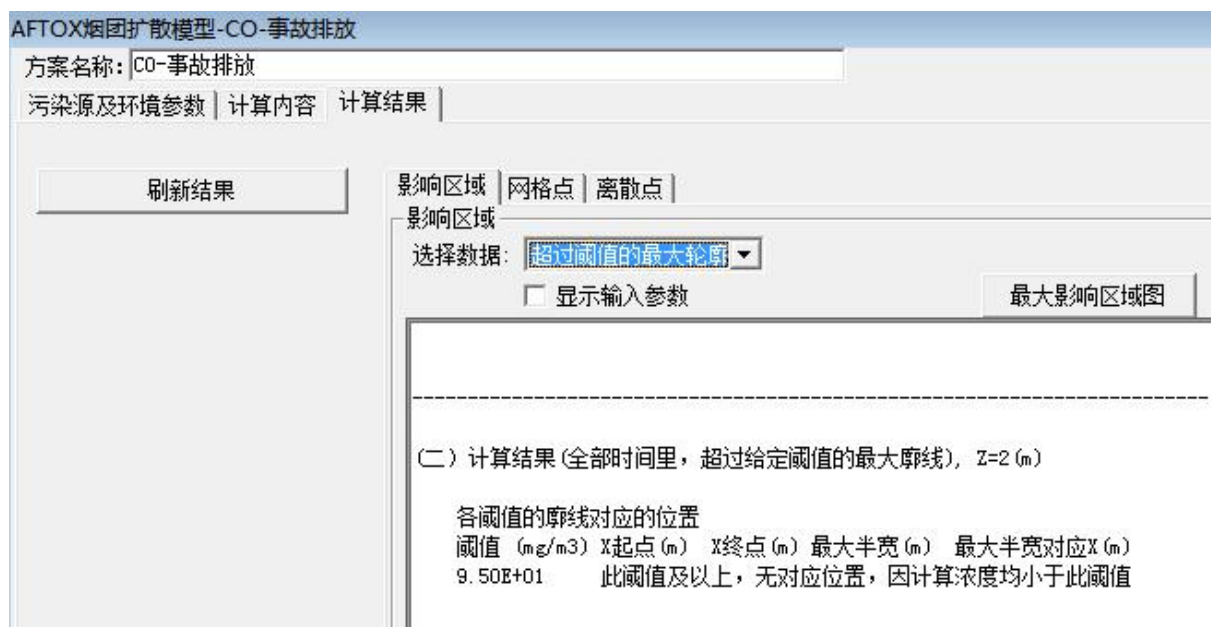 AFTOX烟团扩散模型-CO-事故排放
方案名称: CO-事故排放
污染源及环境参数 计算内容 计算结果
刷新结果
影响区域 网格点 离散点
影响区域
选择数据: 超过阈值的最大轮廓
显示输入参数 最大影响区域图
(二) 计算结果(全部时间里,超过给定阈值的最大廓线), Z=2(m)
各阈值的廓线对应的位置
阈值 (mg/m3) X起点(m) X终点(m) 最大半宽(m) 最大半宽对应X(m)
9.50E+01 此阈值及以上,无对应位置,因计算浓度均小于此阈值